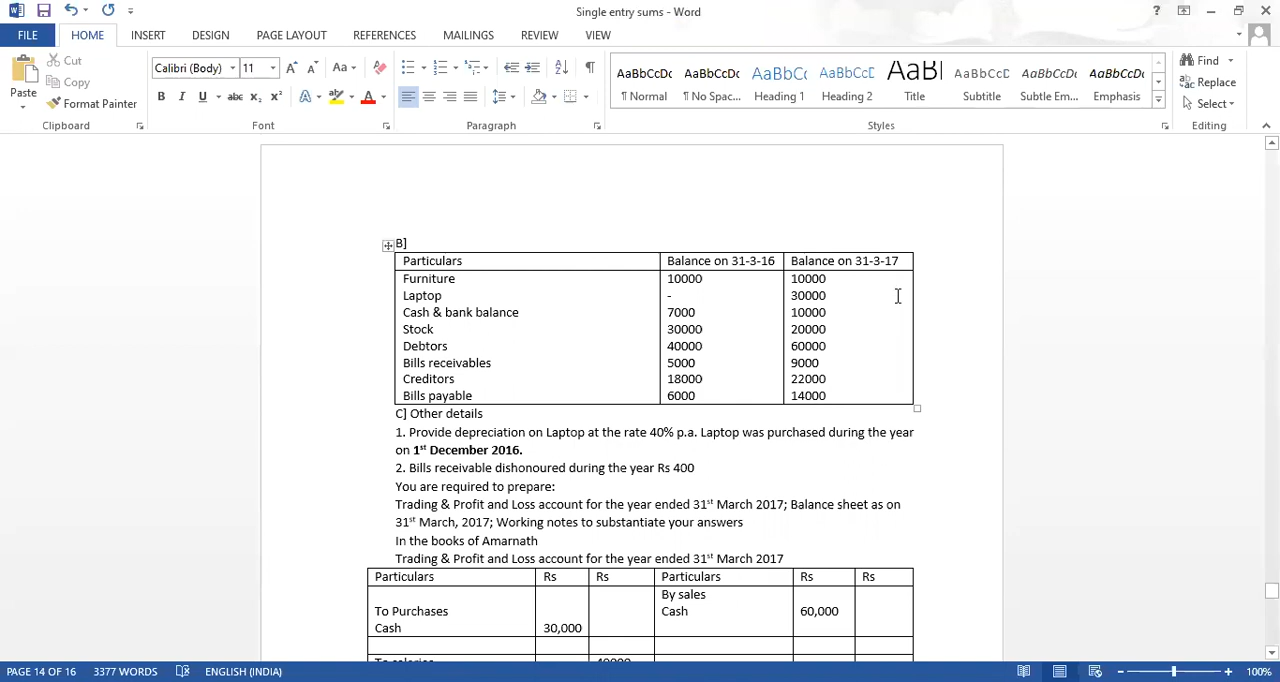 Single entry sums - Word
FILE HOME INSERT DESIGN PAGE LAYOUT REFERENCES MAILINGS REVIEW VIEW
Paste Cut Copy Format Painter
Calibri (Body) 11
AaBbCcDc AaBbCcDc AaBbCc AaBbCcD AaB AaBbCcD AaBbCcDc AaBbCcDc
¶ Normal ¶ No Spac... Heading 1 Heading 2 Title Subtitle Subtle Em... Emphasis
Find Replace Select
Clipboard Font Paragraph Styles Editing
B]
Particulars Balance on 31-3-16 Balance on 31-3-17
Furniture 10000 10000
Laptop - 30000
Cash & bank balance 7000 10000
Stock 30000 20000
Debtors 40000 60000
Bills receivables 5000 9000
Creditors 18000 22000
Bills payable 6000 14000
C] Other details
1. Provide depreciation on Laptop at the rate 40% p.a. Laptop was purchased during the year
on 1st December 2016.
2. Bills receivable dishonoured during the year Rs 400
You are required to prepare:
Trading & Profit and Loss account for the year ended 31st March 2017; Balance sheet as on
31st March, 2017; Working notes to substantiate your answers
In the books of Amarnath
Trading & Profit and Loss account for the year ended 31st March 2017
Particulars Rs Rs Particulars Rs Rs
By sales
To Purchases Cash 60,000
Cash 30,000
To salaries 40000
PAGE 14 OF 16 3377 WORDS ENGLISH (INDIA) 100%